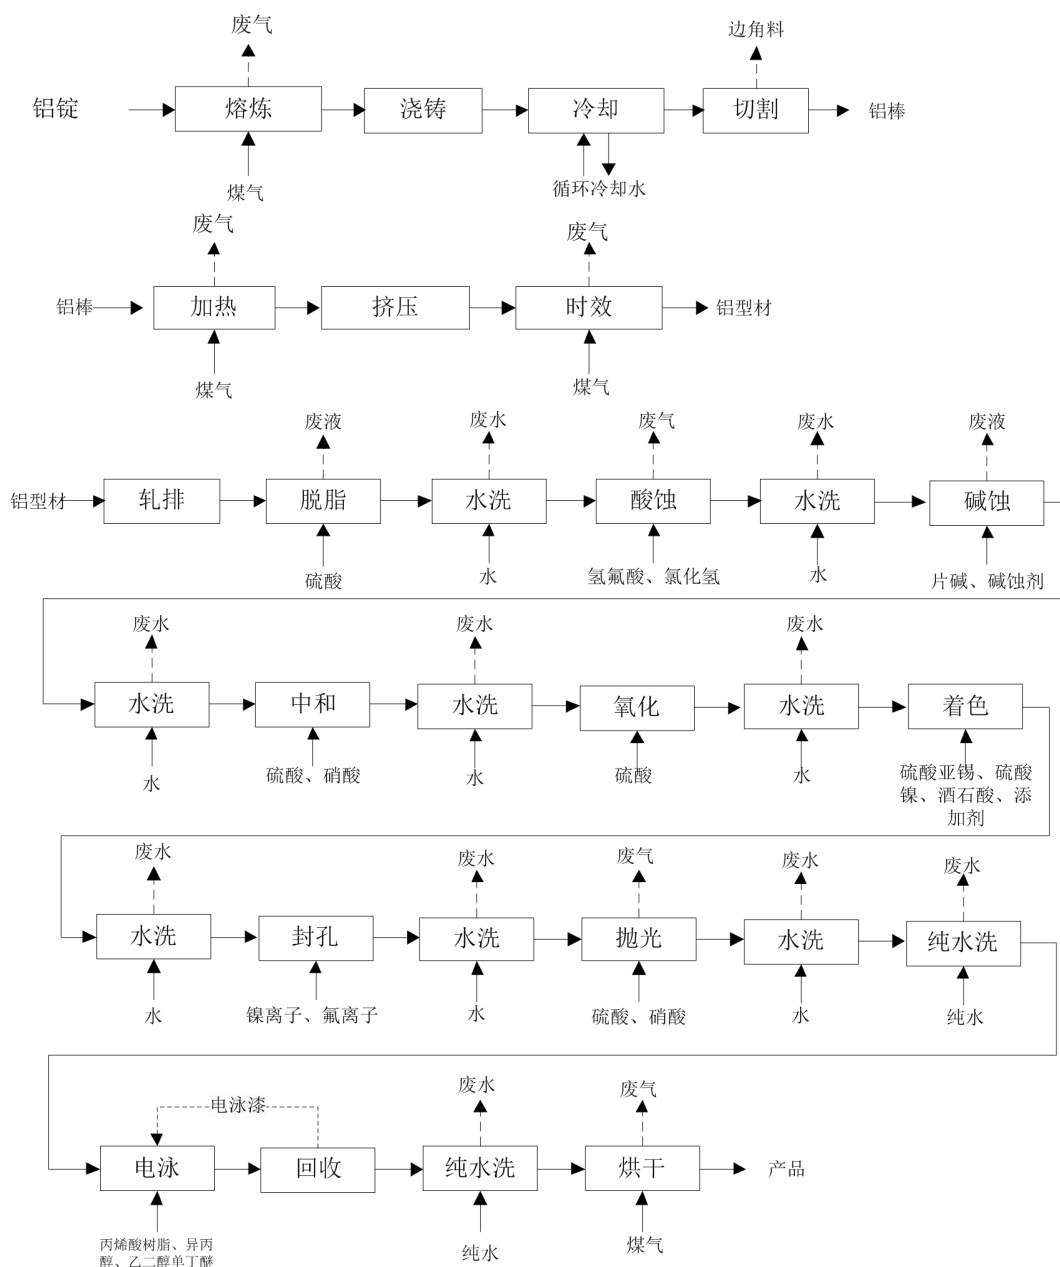 废气
边角料
铝锭
熔炼
浇铸
冷却
切割
铝棒
煤气
循环冷却水
废气
废气
铝棒
加热
挤压
时效
铝型材
煤气
煤气
废液
废水
废气
废水
废液
铝型材
轧排
脱脂
水洗
酸蚀
水洗
碱蚀
硫酸
水
氢氟酸、氯化氢
水
片碱、碱蚀剂
废水
废水
废水
水洗
中和
水洗
氧化
水洗
着色
水
硫酸、硝酸
水
硫酸
水
硫酸亚锡、硫酸
镍、酒石酸、添
加剂
废水
废水
废气
废水
废水
水洗
封孔
水洗
抛光
水洗
纯水洗
水
镍离子、氟离子
水
硫酸、硝酸
水
纯水
电泳漆
废水
废气
电泳
回收
纯水洗
烘干
产品
丙烯酸树脂、异丙
醇、乙二醇单丁醚
纯水
煤气